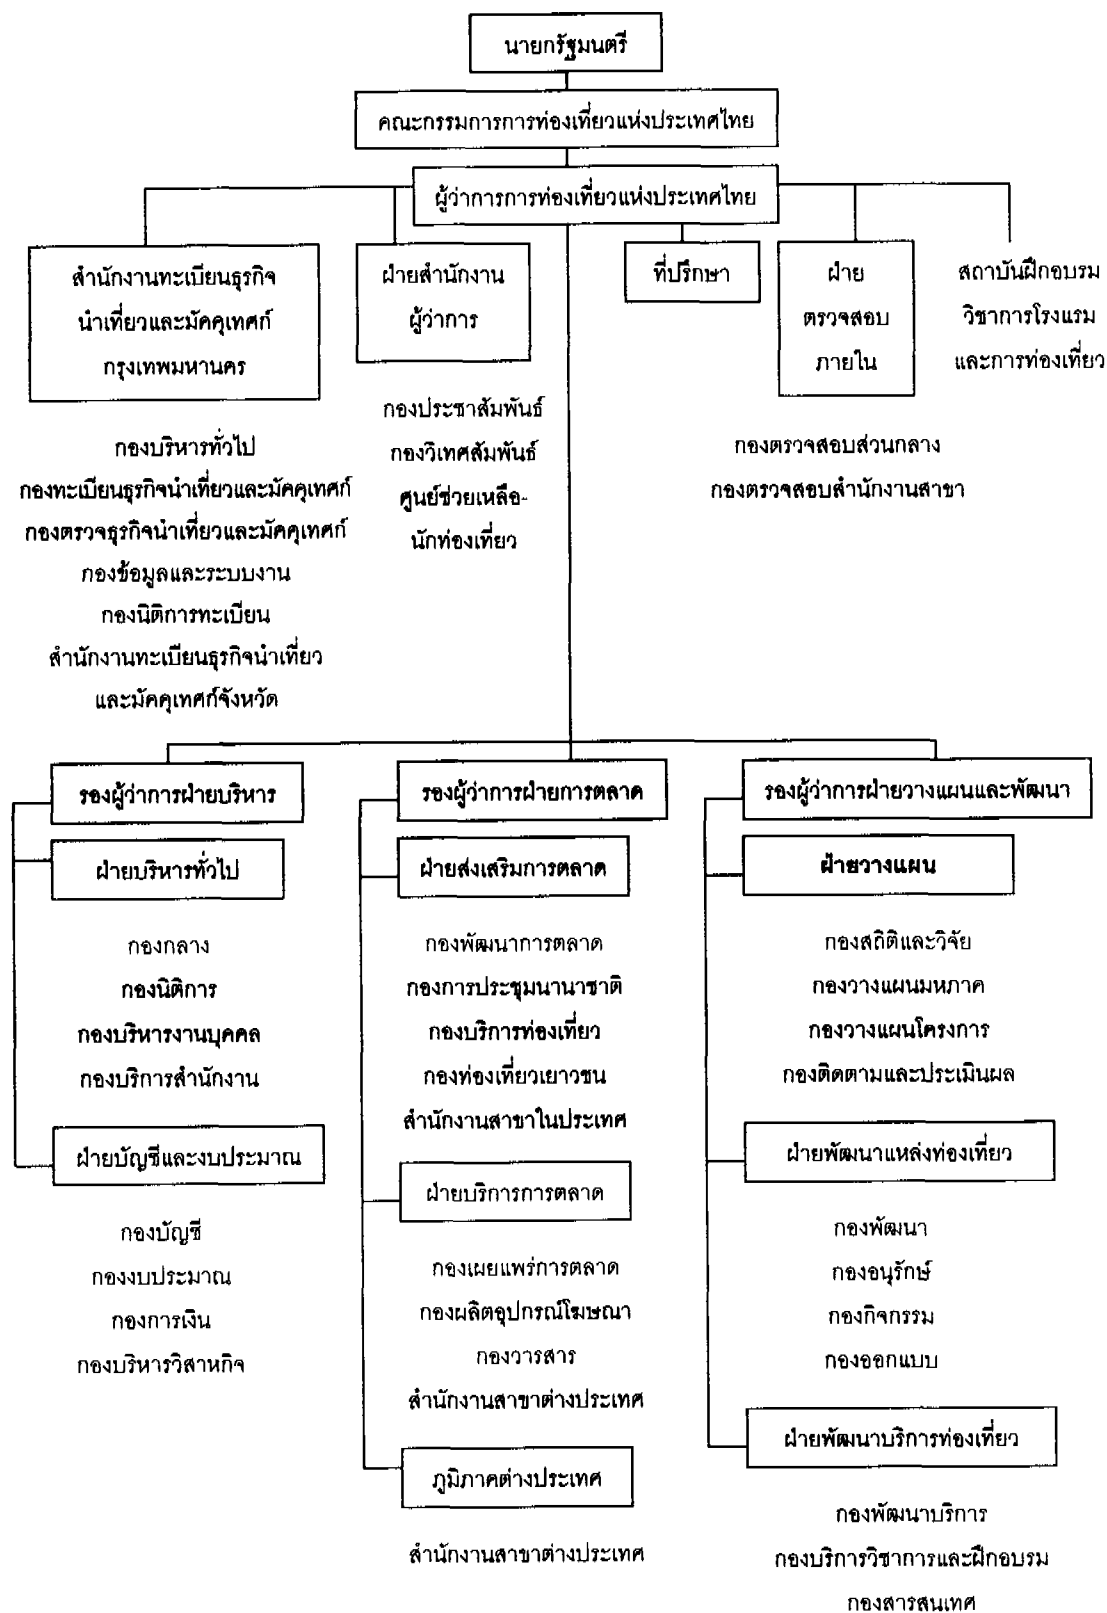 นายกรัฐมนตรี
คณะกรรมการการท่องเที่ยวแห่งประเทศไทย
ผู้ว่าการการท่องเที่ยวแห่งประเทศไทย
สำนักงานทะเบียนธุรกิจ
นำเที่ยวและมัคคุเทศก์
กรุงเทพมหานคร
กองบริหารทั่วไป
กองทะเบียนธุรกิจนำเที่ยวและมัคคุเทศก์
กองตรวจธุรกิจนำเที่ยวและมัคคุเทศก์
กองข้อมูลและระบบงาน
กองนิติการทะเบียน
สำนักงานทะเบียนธุรกิจนำเที่ยว
และมัคคุเทศก์จังหวัด
ฝ่ายสำนักงาน
ผู้ว่าการ
กองประชาสัมพันธ์
กองวิเทศสัมพันธ์
ศูนย์ช่วยเหลือ-
นักท่องเที่ยว
ที่ปรึกษา
ฝ่าย
ตรวจสอบ
ภายใน
กองตรวจสอบส่วนกลาง
กองตรวจสอบสำนักงานสาขา
สถาบันฝึกอบรม
วิชาการโรงแรม
และการท่องเที่ยว
รองผู้ว่าการฝ่ายบริหาร
ฝ่ายบริหารทั่วไป
กองกลาง
กองนิติการ
กองบริหารงานบุคคล
กองบริการสำนักงาน
ฝ่ายบัญชีและงบประมาณ
กองบัญชี
กองงบประมาณ
กองการเงิน
กองบริหารวิสาหกิจ
รองผู้ว่าการฝ่ายการตลาด
ฝ่ายส่งเสริมการตลาด
กองพัฒนาการตลาด
กองการประชุมนานาชาติ
กองบริการท่องเที่ยว
กองท่องเที่ยวเยาวชน
สำนักงานสาขาในประเทศ
ฝ่ายบริการการตลาด
กองเผยแพร่การตลาด
กองผลิตอุปกรณ์โฆษณา
กองวารสาร
สำนักงานสาขาต่างประเทศ
ภูมิภาคต่างประเทศ
สำนักงานสาขาต่างประเทศ
รองผู้ว่าการฝ่ายวางแผนและพัฒนา
ฝ่ายวางแผน
กองสถิติและวิจัย
กองวางแผนมหภาค
กองวางแผนโครงการ
กองติดตามและประเมินผล
ฝ่ายพัฒนาแหล่งท่องเที่ยว
กองพัฒนา
กองอนุรักษ์
กองกิจกรรม
กองออกแบบ
ฝ่ายพัฒนาบริการท่องเที่ยว
กองพัฒนาบริการ
กองบริการวิชาการและฝึกอบรม
กองสารสนเทศ